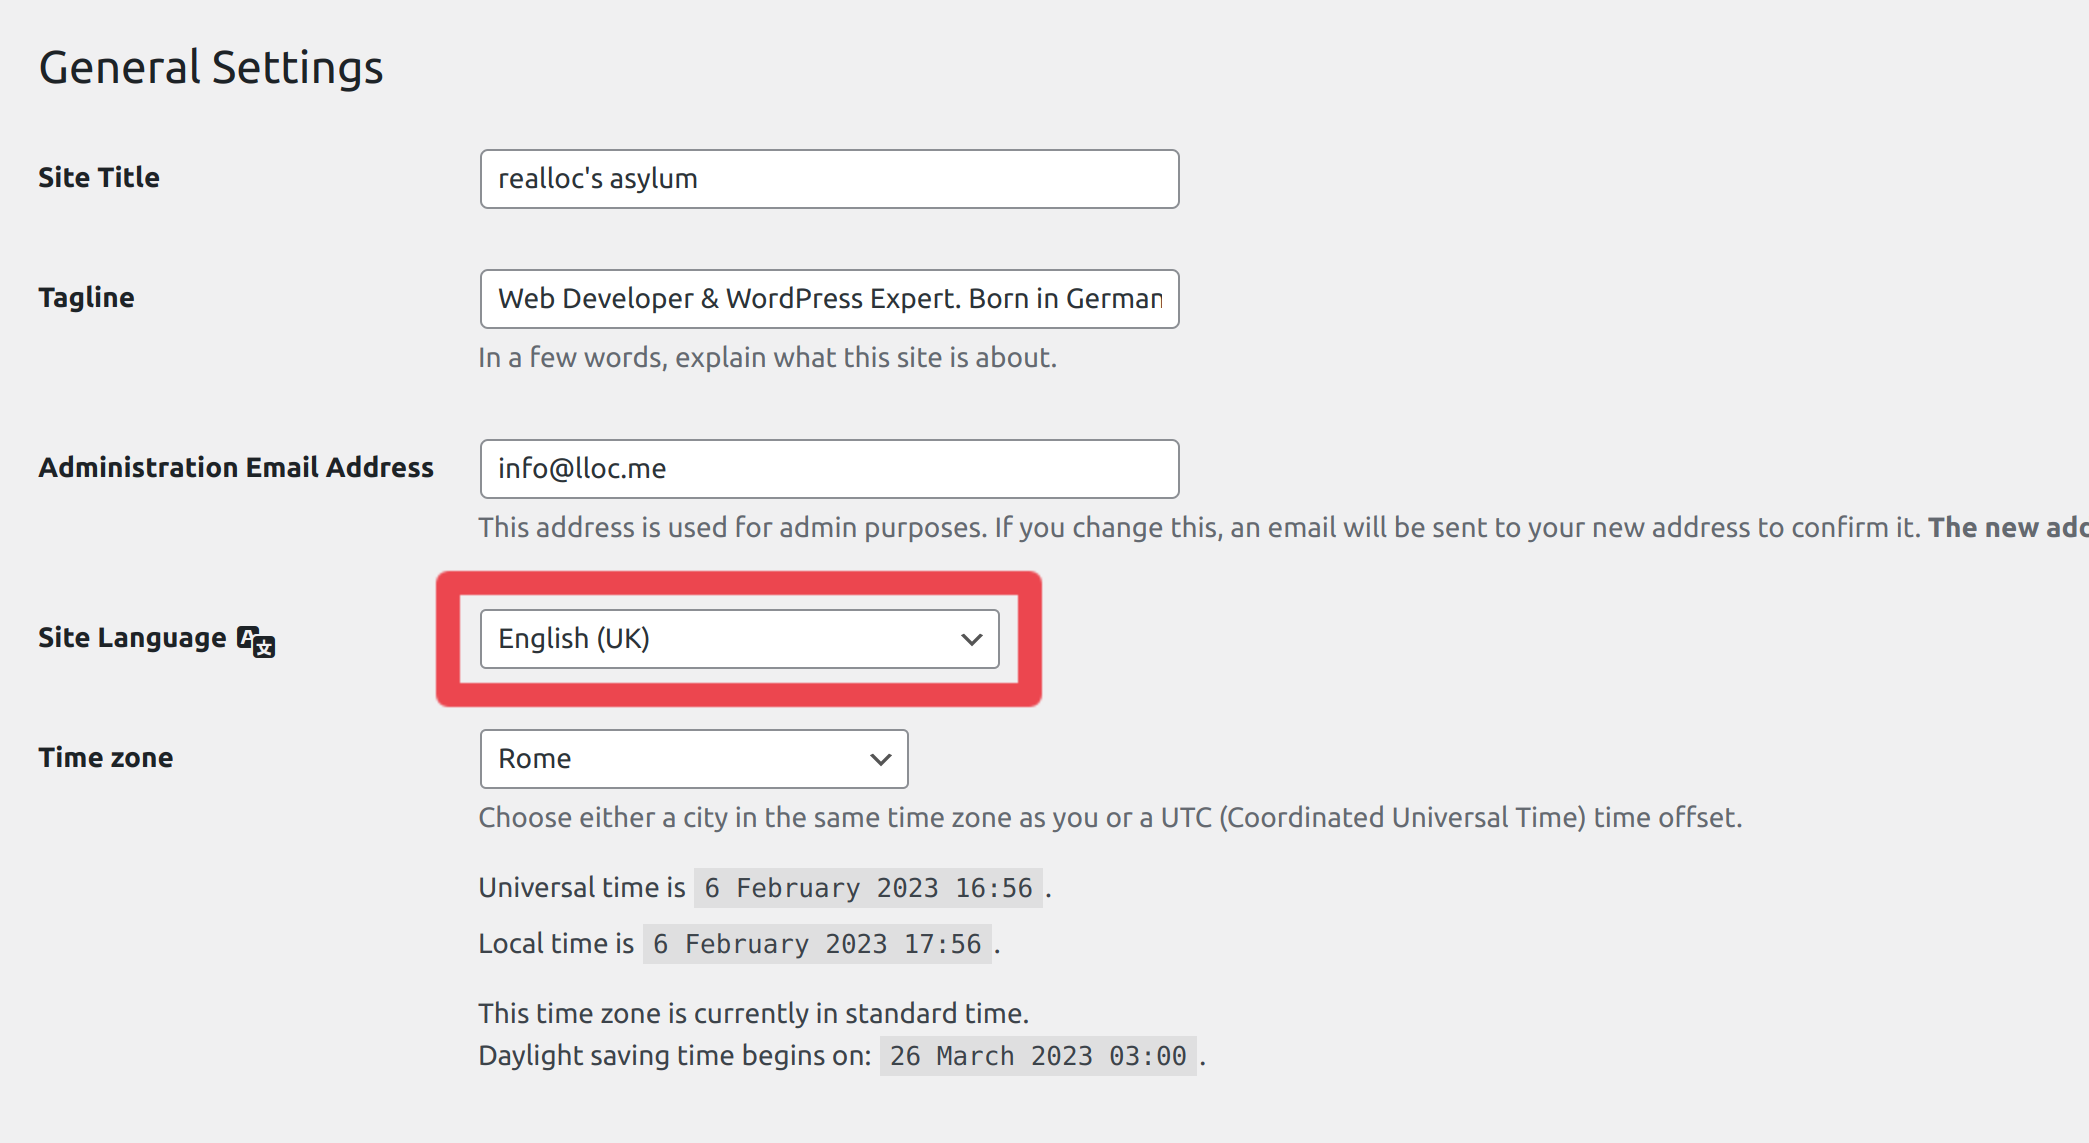 General Settings
Site Title
realloc's asylum
Tagline
Web Developer & WordPress Expert. Born in German
In a few words, explain what this site is about.
Administration Email Address
info@lloc.me
This address is used for admin purposes. If you change this, an email will be sent to your new address to confirm it. The new
Site Language
English (UK)
Time zone
Rome
Choose either a city in the same time zone as you or a UTC (Coordinated Universal Time) time offset.
Universal time is 6 February 2023 16:56.
Local time is 6 February 2023 17:56.
This time zone is currently in standard time.
Daylight saving time begins on: 26 March 2023 03:00.